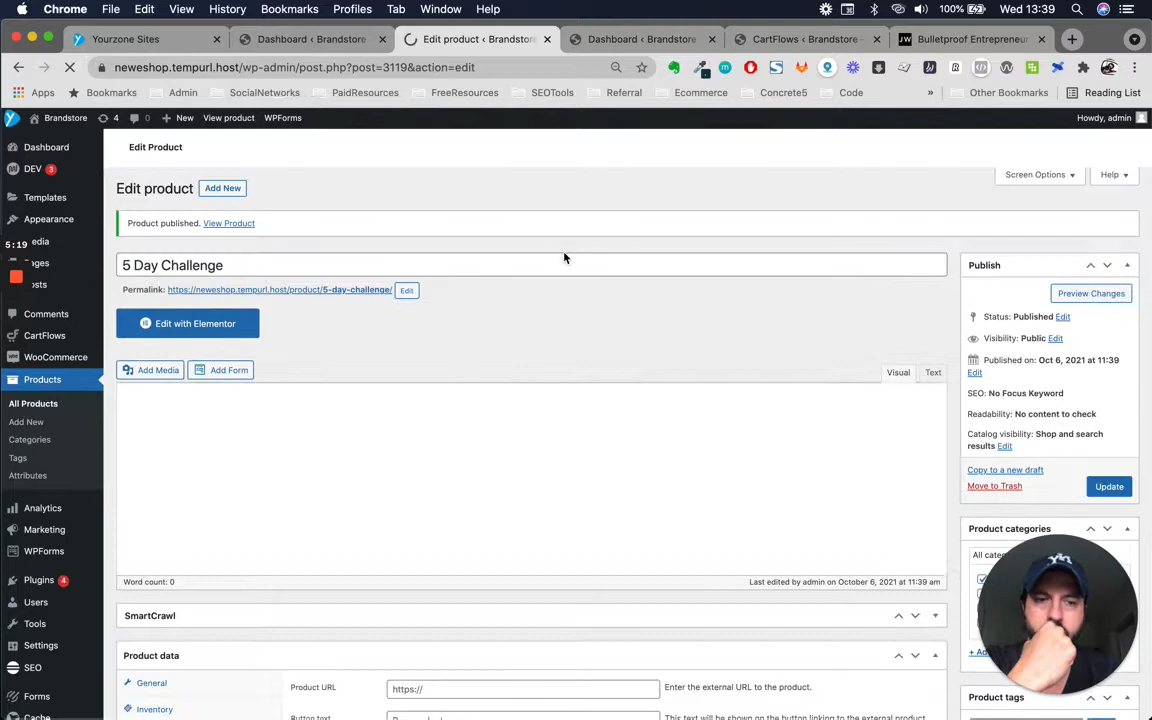 Chrome File Edit View History Bookmarks Profiles Tab Window Help 100% Wed 13:39
Yourzone Sites Dashboard ‹ Brandstore Edit product ‹ Brandstore Dashboard ‹ Brandstore CartFlows ‹ Brandstore – JW Bulletproof Entrepreneur
neweshop.tempurl.host/wp-admin/post.php?post=3119&action=edit
Apps Bookmarks Admin SocialNetworks PaidResources FreeResources SEOTools Referral Ecommerce Concrete5 Code » Other Bookmarks Reading List
Brandstore 4 0 + New View product WPForms Howdy, admin
Dashboard
DEV 3
Templates
Appearance
5:19 edia
ages
osts
Comments
CartFlows
WooCommerce
Products
All Products
Add New
Categories
Tags
Attributes
Analytics
Marketing
WPForms
Plugins 4
Users
Tools
Settings
SEO
Forms
Cache
Edit Product
Screen Options Help
Edit product Add New
Product published. View Product
5 Day Challenge
Permalink: https://neweshop.tempurl.host/product/5-day-challenge/ Edit
Edit with Elementor
Add Media Add Form Visual Text
Word count: 0 Last edited by admin on October 6, 2021 at 11:39 am
SmartCrawl
Product data
General
Inventory
Product URL https:// Enter the external URL to the product.
Button text This text will be shown on the button linking to the external product.
Publish
Preview Changes
Status: Published Edit
Visibility: Public Edit
Published on: Oct 6, 2021 at 11:39
Edit
SEO: No Focus Keyword
Readability: No content to check
Catalog visibility: Shop and search
results Edit
Copy to a new draft
Move to Trash Update
Product categories
All cate
+ Ad
Product tags